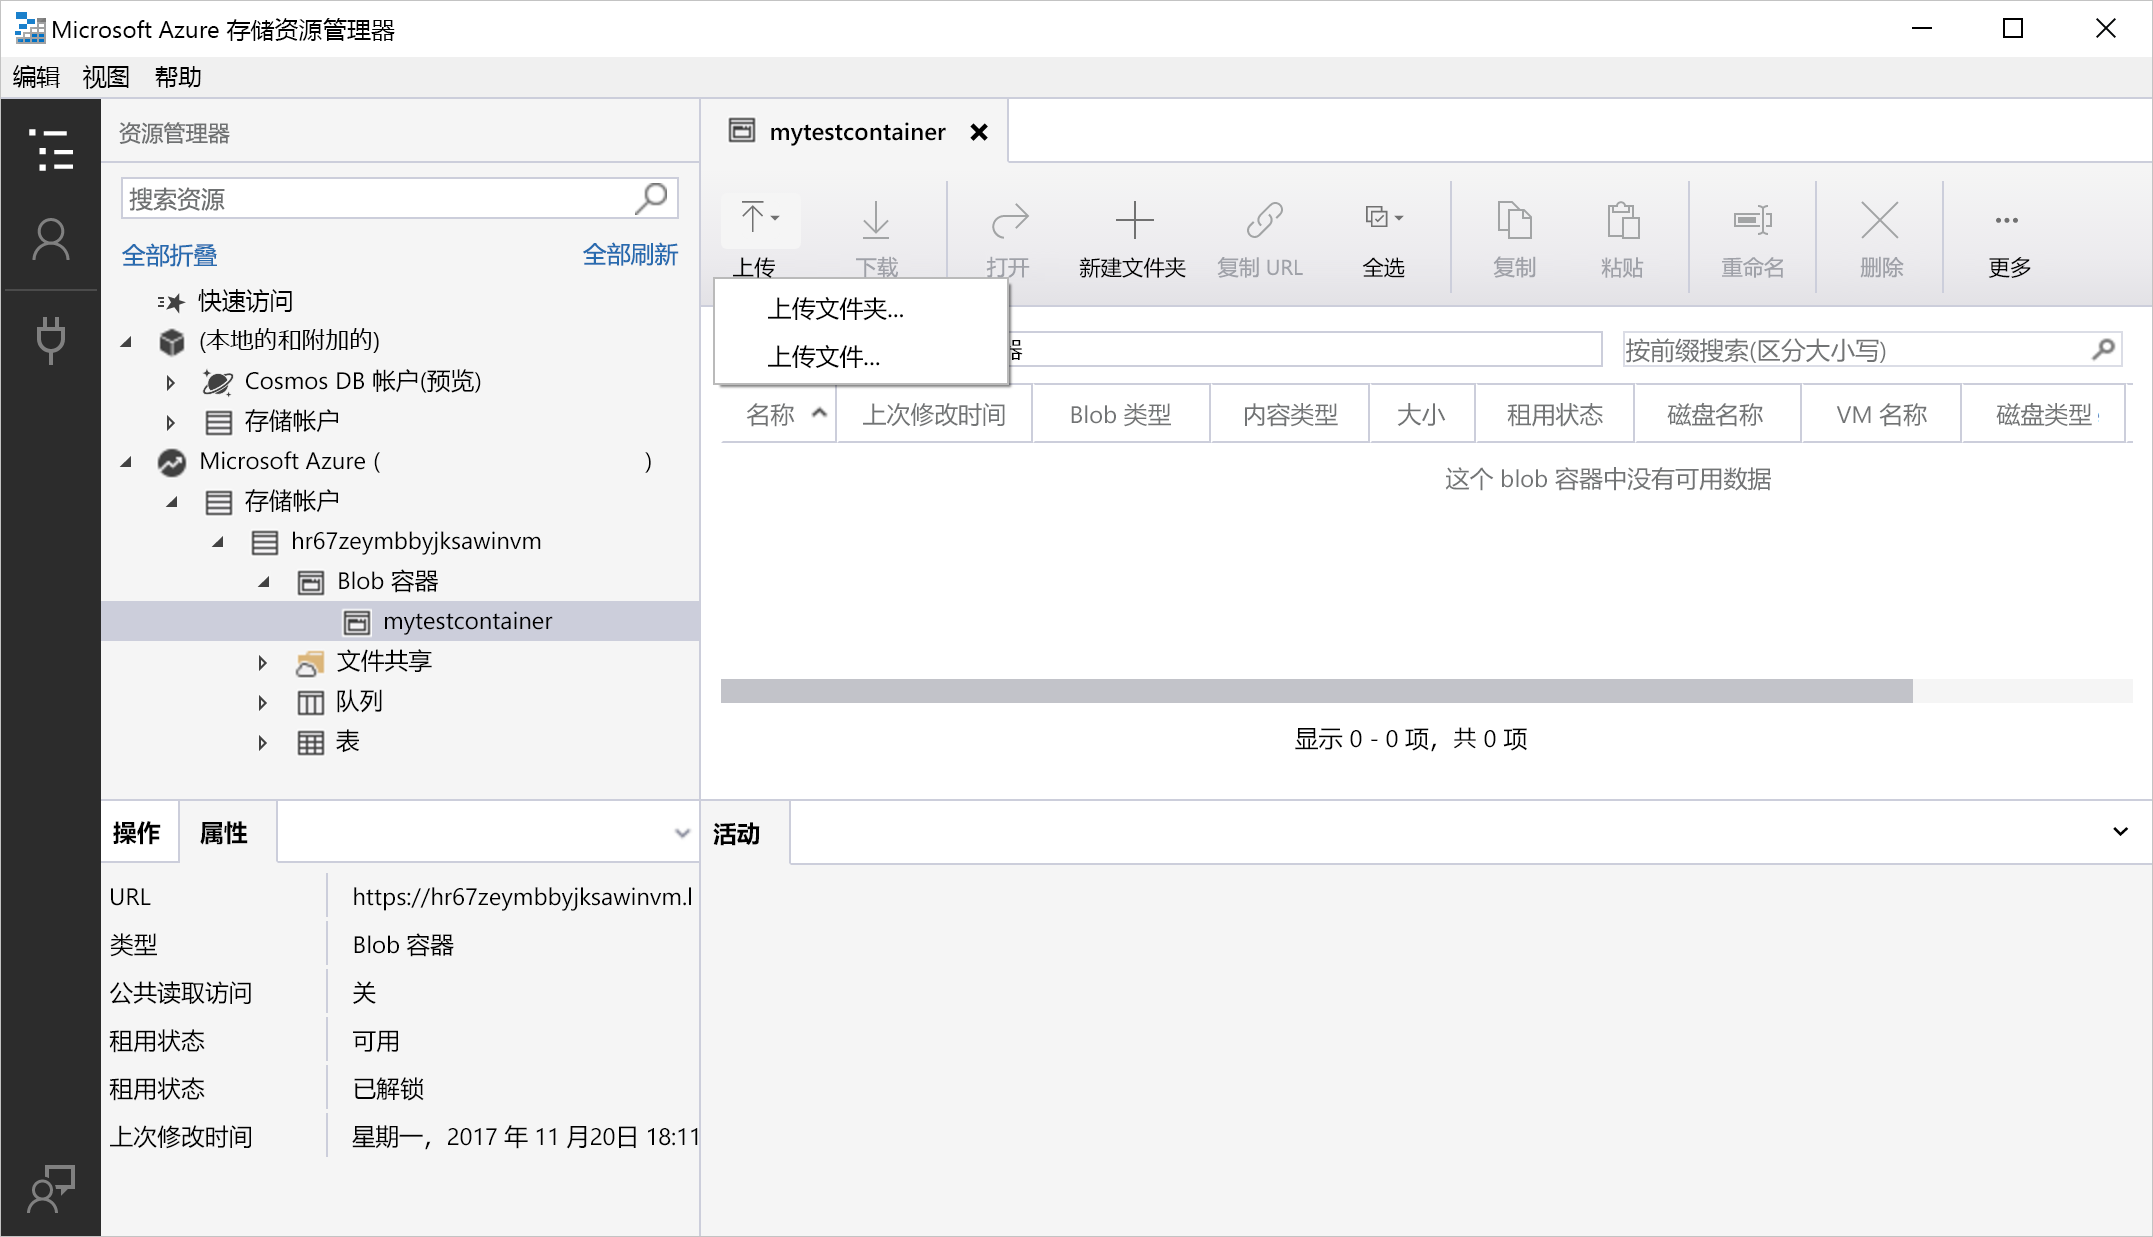 Microsoft Azure 存储资源管理器
编辑 视图 帮助
资源管理器
搜索资源
全部折叠 全部刷新
快速访问
(本地的和附加的)
Cosmos DB 帐户(预览)
存储帐户
Microsoft Azure ( )
存储帐户
hr67zeymbbyjksawinvm
Blob 容器
mytestcontainer
文件共享
队列
表
操作 属性
URL https://hr67zeymbbyjksawinvm.l
类型 Blob 容器
公共读取访问 关
租用状态 可用
租用状态 已解锁
上次修改时间 星期一，2017 年 11 月20日 18:11
mytestcontainer
上传 下载 打开 新建文件夹 复制 URL 全选 复制 粘贴 重命名 删除 更多
上传文件夹...
上传文件...
器 按前缀搜索(区分大小写)
名称 上次修改时间 Blob 类型 内容类型 大小 租用状态 磁盘名称 VM 名称 磁盘类型
这个 blob 容器中没有可用数据
显示 0 - 0 项，共 0 项
活动